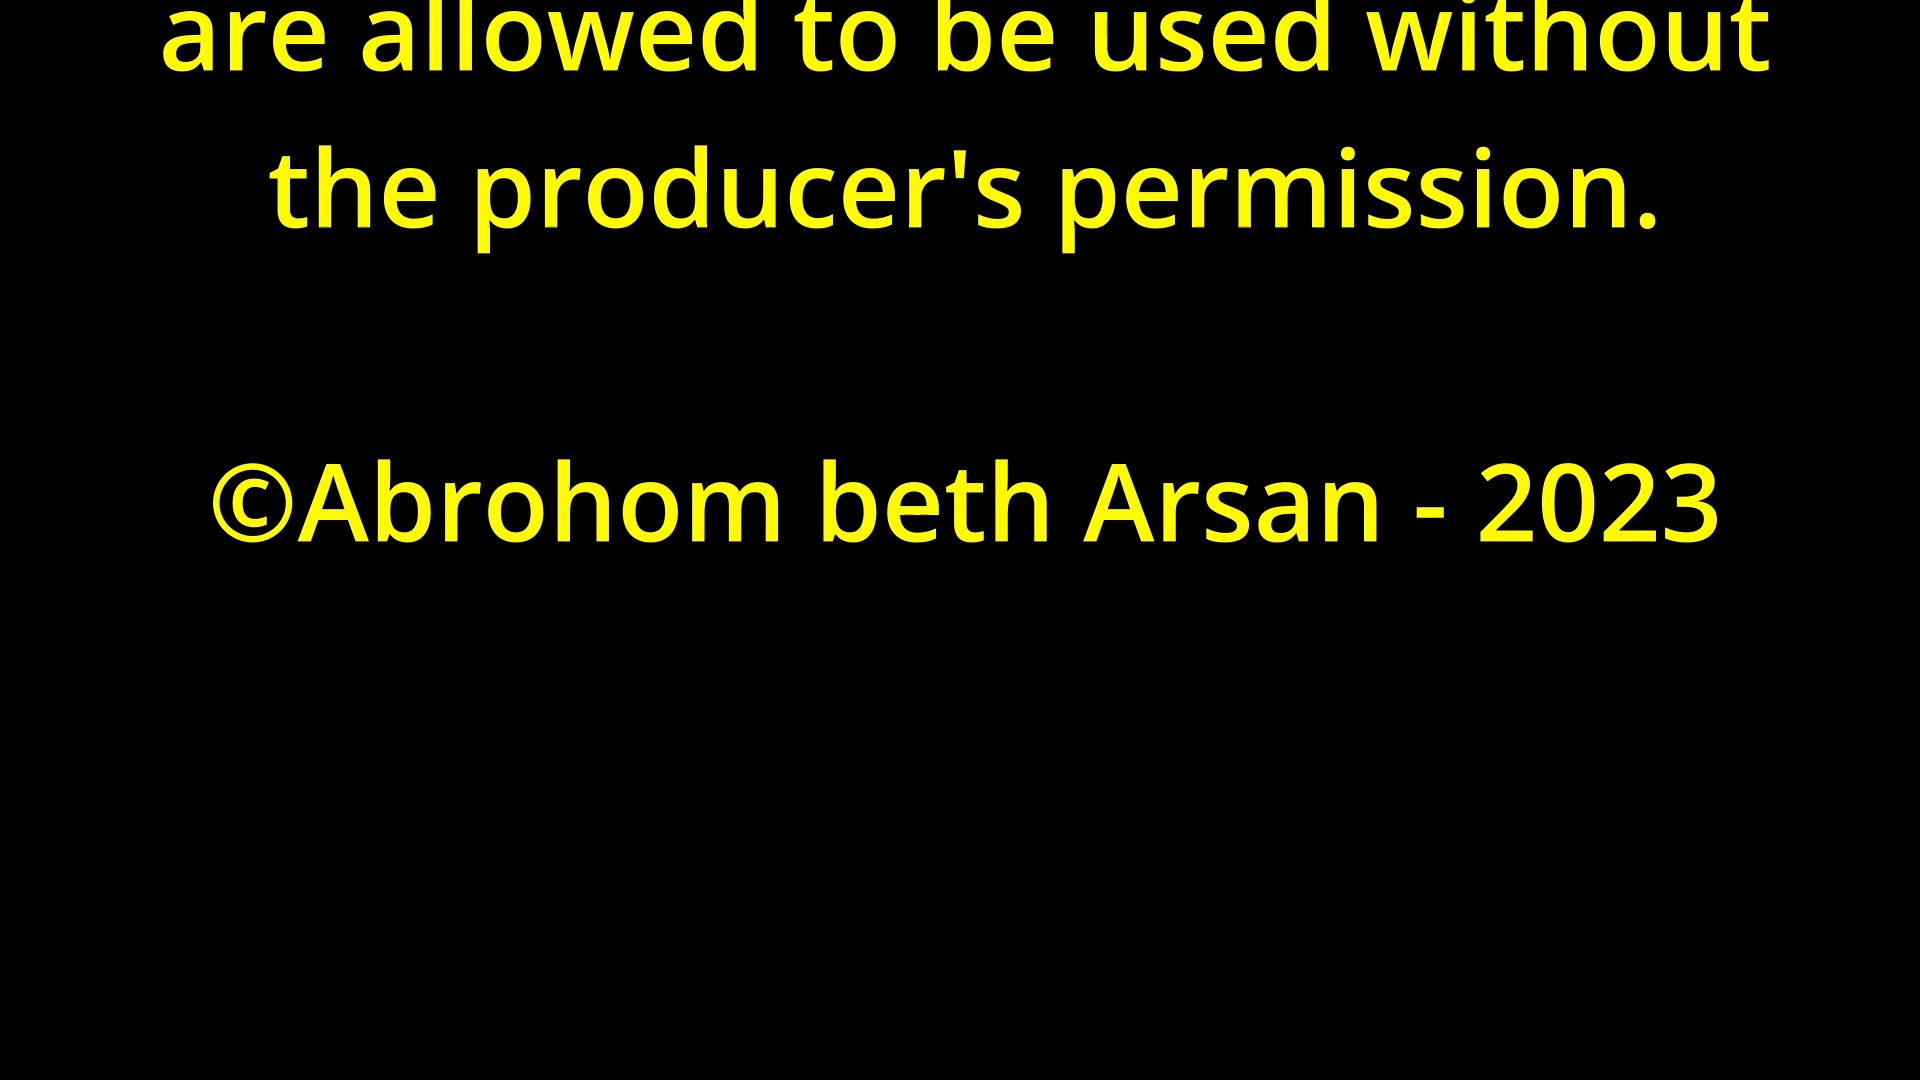 are allowed to be used without
the producer's permission.
©Abrohom beth Arsan - 2023